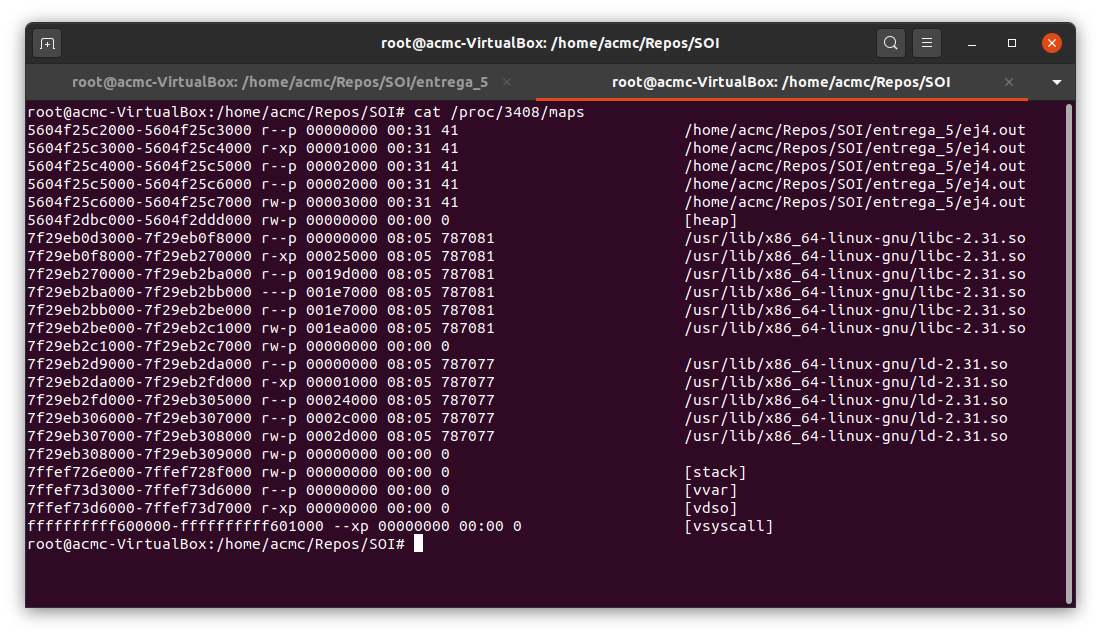 root@acmc-VirtualBox: /home/acmc/Repos/SOI
root@acmc-VirtualBox: /home/acmc/Repos/SOI/entrega_5 × root@acmc-VirtualBox: /home/acmc/Repos/SOI ×
root@acmc-VirtualBox:/home/acmc/Repos/SOI# cat /proc/3408/maps
5604f25c2000-5604f25c3000 r--p 00000000 00:31 41 /home/acmc/Repos/SOI/entrega_5/ej4.out
5604f25c3000-5604f25c4000 r-xp 00001000 00:31 41 /home/acmc/Repos/SOI/entrega_5/ej4.out
5604f25c4000-5604f25c5000 r--p 00002000 00:31 41 /home/acmc/Repos/SOI/entrega_5/ej4.out
5604f25c5000-5604f25c6000 r--p 00002000 00:31 41 /home/acmc/Repos/SOI/entrega_5/ej4.out
5604f25c6000-5604f25c7000 rw-p 00003000 00:31 41 /home/acmc/Repos/SOI/entrega_5/ej4.out
5604f2dbc000-5604f2ddd000 rw-p 00000000 00:00 0 [heap]
7f29eb0d3000-7f29eb0f8000 r--p 00000000 08:05 787081 /usr/lib/x86_64-linux-gnu/libc-2.31.so
7f29eb0f8000-7f29eb270000 r-xp 00025000 08:05 787081 /usr/lib/x86_64-linux-gnu/libc-2.31.so
7f29eb270000-7f29eb2ba000 r--p 0019d000 08:05 787081 /usr/lib/x86_64-linux-gnu/libc-2.31.so
7f29eb2ba000-7f29eb2bb000 ---p 001e7000 08:05 787081 /usr/lib/x86_64-linux-gnu/libc-2.31.so
7f29eb2bb000-7f29eb2be000 r--p 001e7000 08:05 787081 /usr/lib/x86_64-linux-gnu/libc-2.31.so
7f29eb2be000-7f29eb2c1000 rw-p 001ea000 08:05 787081 /usr/lib/x86_64-linux-gnu/libc-2.31.so
7f29eb2c1000-7f29eb2c7000 rw-p 00000000 00:00 0
7f29eb2d9000-7f29eb2da000 r--p 00000000 08:05 787077 /usr/lib/x86_64-linux-gnu/ld-2.31.so
7f29eb2da000-7f29eb2fd000 r-xp 00001000 08:05 787077 /usr/lib/x86_64-linux-gnu/ld-2.31.so
7f29eb2fd000-7f29eb305000 r--p 00024000 08:05 787077 /usr/lib/x86_64-linux-gnu/ld-2.31.so
7f29eb306000-7f29eb307000 r--p 0002c000 08:05 787077 /usr/lib/x86_64-linux-gnu/ld-2.31.so
7f29eb307000-7f29eb308000 rw-p 0002d000 08:05 787077 /usr/lib/x86_64-linux-gnu/ld-2.31.so
7f29eb308000-7f29eb309000 rw-p 00000000 00:00 0
7ffef726e000-7ffef728f000 rw-p 00000000 00:00 0 [stack]
7ffef73d3000-7ffef73d6000 r--p 00000000 00:00 0 [vvar]
7ffef73d6000-7ffef73d7000 r-xp 00000000 00:00 0 [vdso]
ffffffffff600000-ffffffffff601000 --xp 00000000 00:00 0 [vsyscall]
root@acmc-VirtualBox:/home/acmc/Repos/SOI#